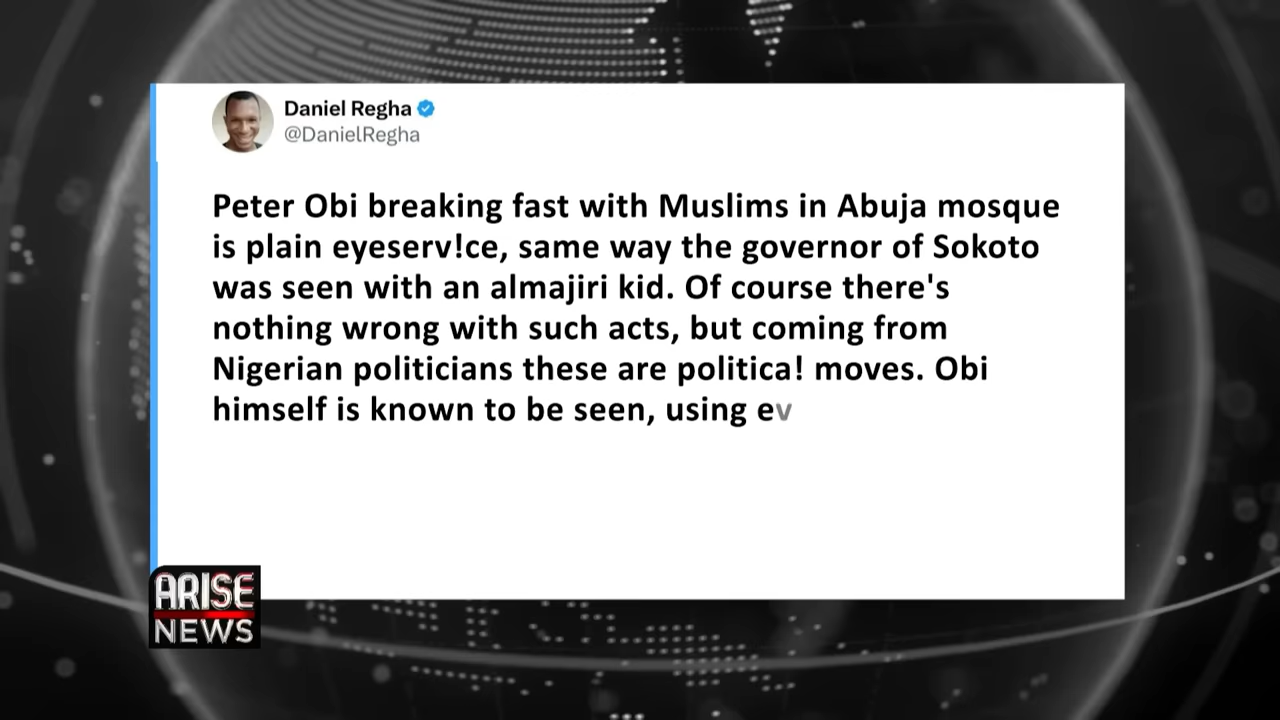 Daniel Regha
@DanielRegha
Peter Obi breaking fast with Muslims in Abuja mosque
is plain eyeserv!ce, same way the governor of Sokoto
was seen with an almajiri kid. Of course there's
nothing wrong with such acts, but coming from
Nigerian politicians these are politica! moves. Obi
himself is known to be seen, using ev
ARISE
NEWS